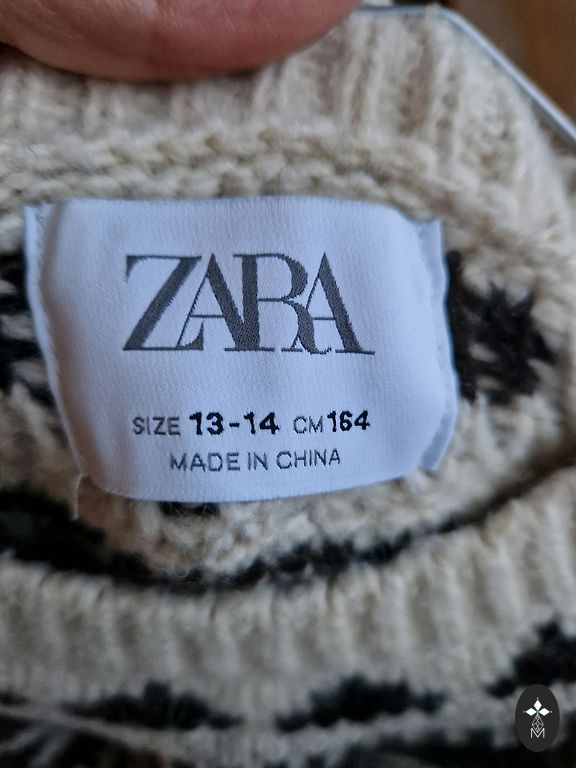 ZARA
SIZE 13-14 CM 164
MADE IN CHINA
M